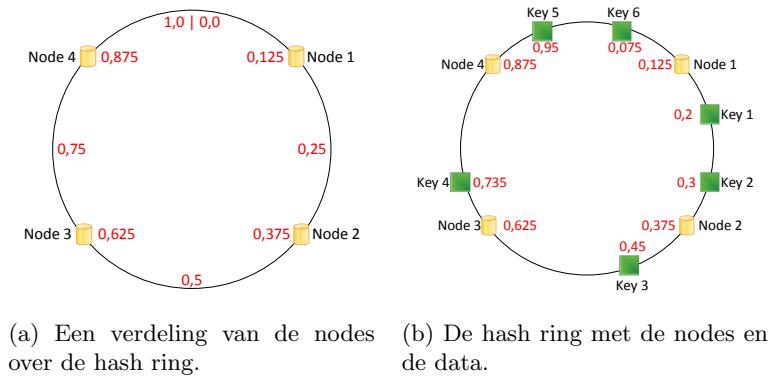 1,0 | 0,0
Node 4
0,875
0,125
Node 1
0,75
0,25
Node 3
0,625
0,375
Node 2
0,5
(a) Een verdeling van de nodes
over de hash ring.
Key 5
Key 6
0,95
0,075
Node 4
0,875
0,125
Node 1
0,2
Key 1
Key 4
0,735
0,3
Key 2
Node 3
0,625
0,375
Node 2
0,45
Key 3
(b) De hash ring met de nodes en
de data.